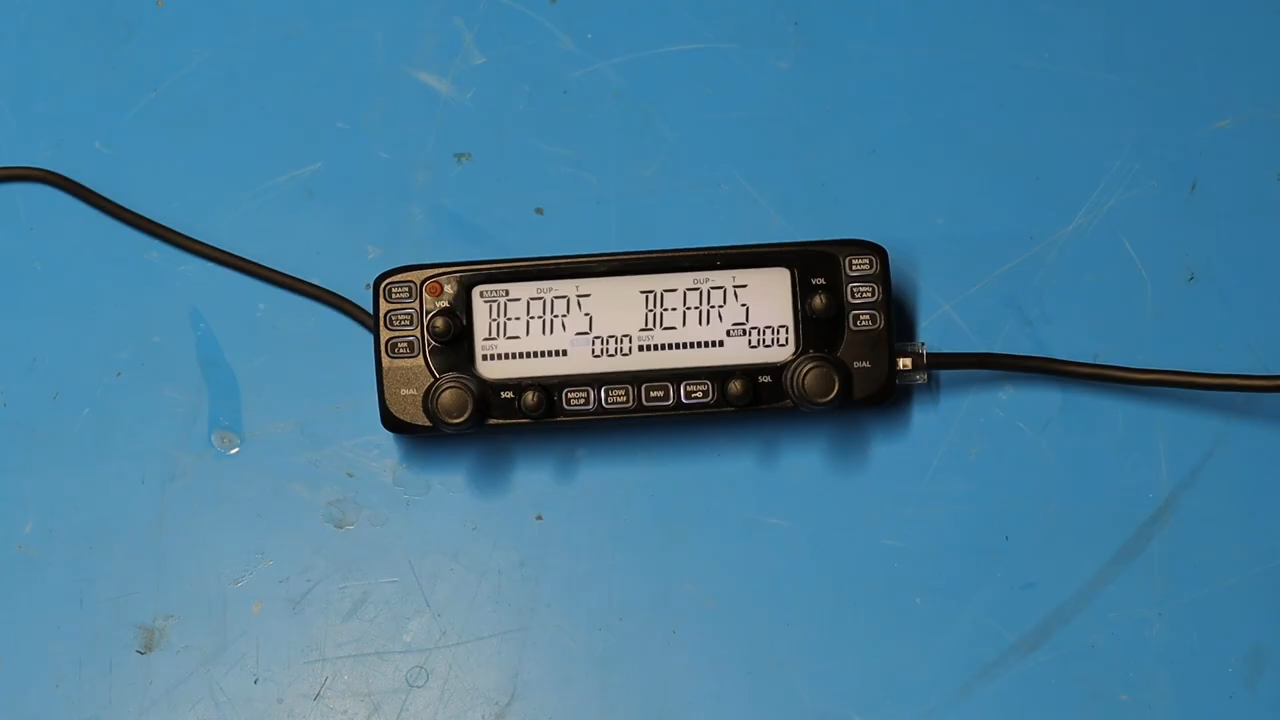 MAIN DUP- T DUP- T
BEARS BEARS
BUSY 000 BUSY MR 000
MAIN BAND
V/MHz SCAN
MR CALL
VOL
DIAL
SQL
MONI DUP
LOW DTMF
MW
MENU
SQL
VOL
MAIN BAND
V/MHz SCAN
MR CALL
DIAL